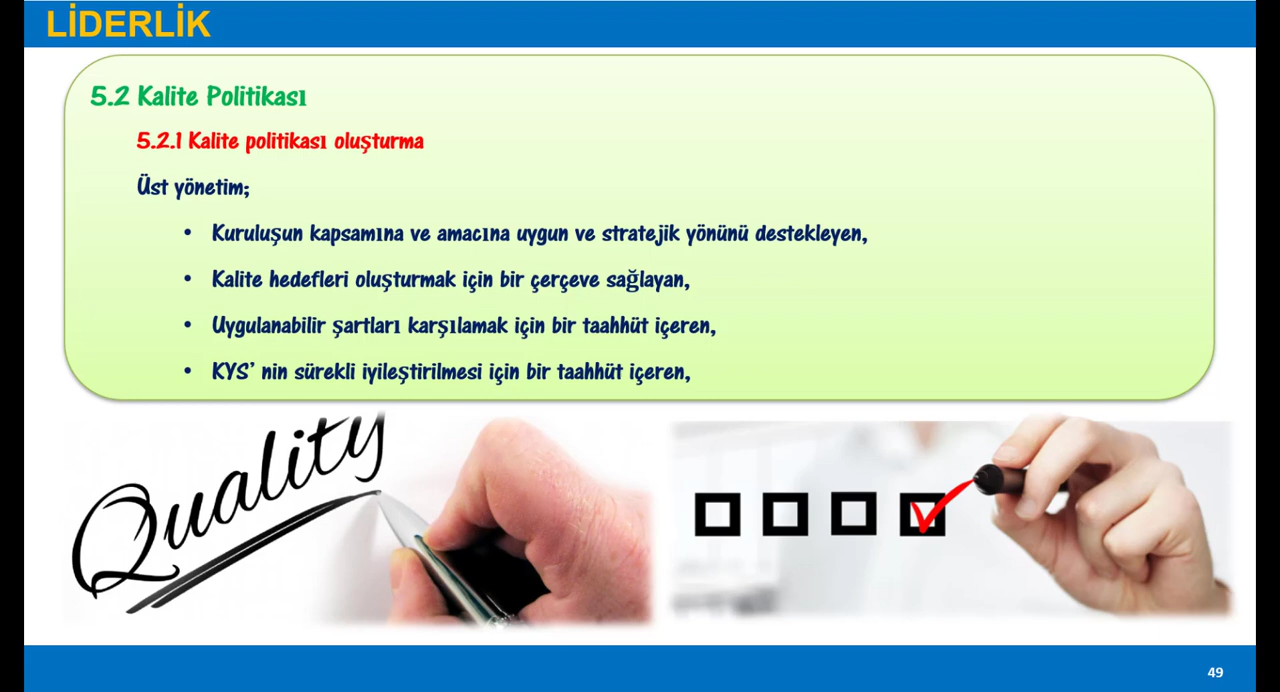 LİDERLİK
5.2 Kalite Politikası
5.2.1 Kalite politikası oluşturma
Üst yönetim;
• Kuruluşun kapsamına ve amacına uygun ve stratejik yönünü destekleyen,
• Kalite hedefleri oluşturmak için bir çerçeve sağlayan,
• Uygulanabilir şartları karşılamak için bir taahhüt içeren,
• KYS’ nin sürekli iyileştirilmesi için bir taahhüt içeren,
Quality
49